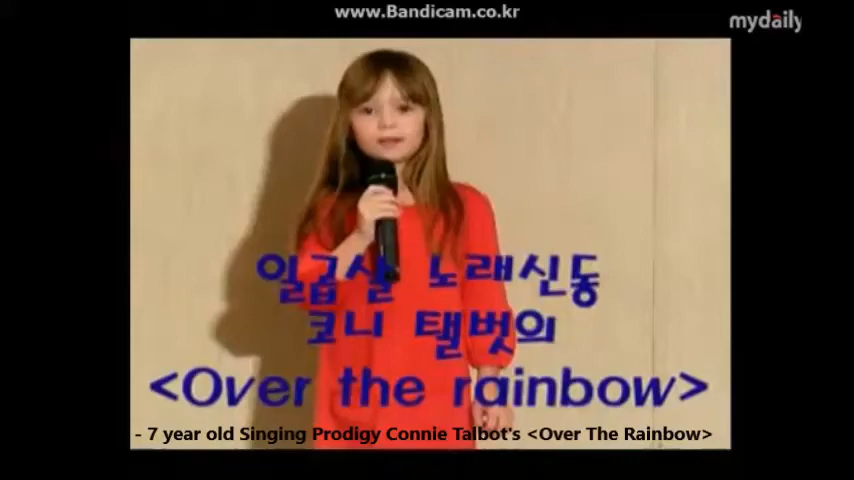 www.Bandicam.co.kr
mydaily
일곱살 노래신동
코니 탤벗의
<Over the rainbow>
- 7 year old Singing Prodigy Connie Talbot's <Over The Rainbow>